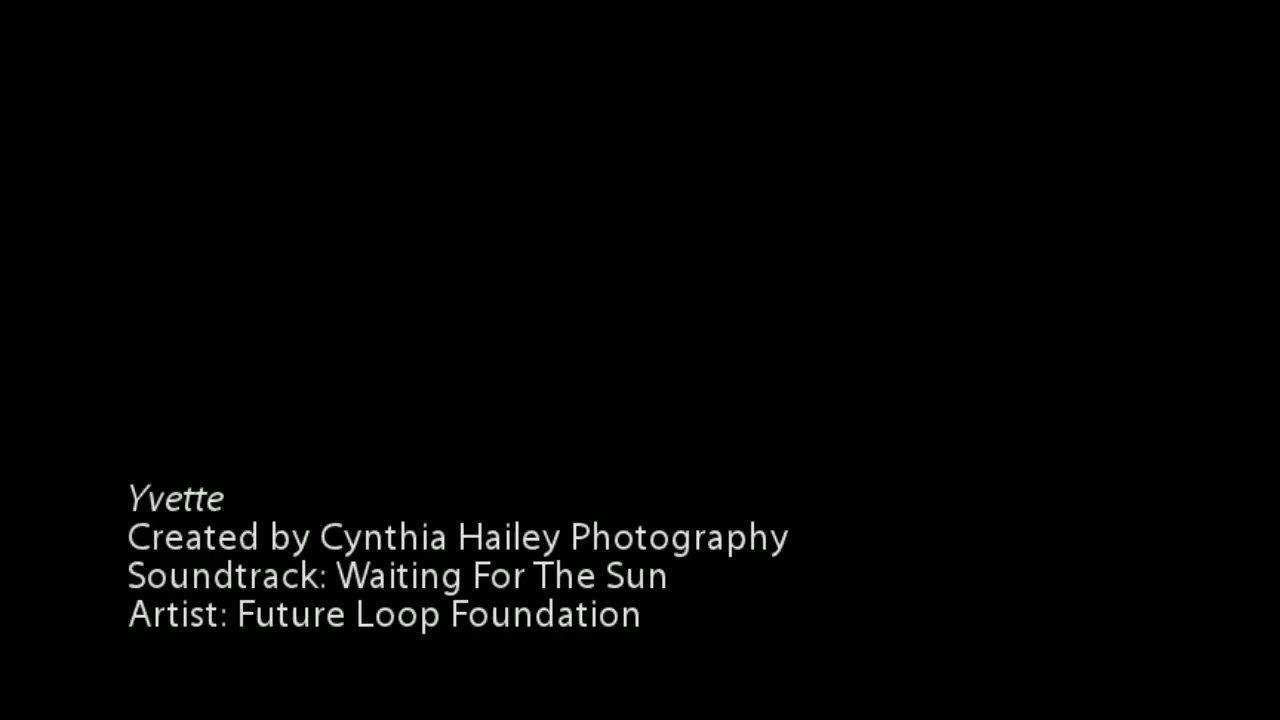 Yvette
Created by Cynthia Hailey Photography
Soundtrack: Waiting For The Sun
Artist: Future Loop Foundation